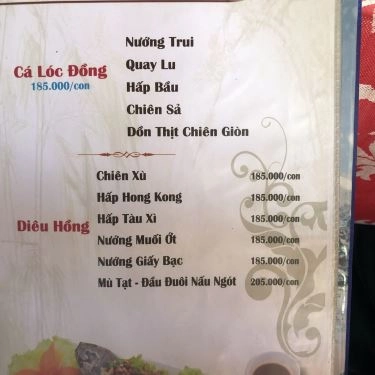 Nướng Trui
Cá Lóc Đồng
Quay Lu
185.000/con
Hấp Bầu
Chiên Sả
Dồn Thịt Chiên Giòn
Chiên Xù 185.000/con
Hấp Hong Kong 185.000/con
Diêu Hồng
Hấp Tàu Xì 185.000/con
Nướng Muối Ớt 185.000/con
Nướng Giấy Bạc 185.000/con
Mù Tạt - Đầu Đuôi Nấu Ngót 205.000/con